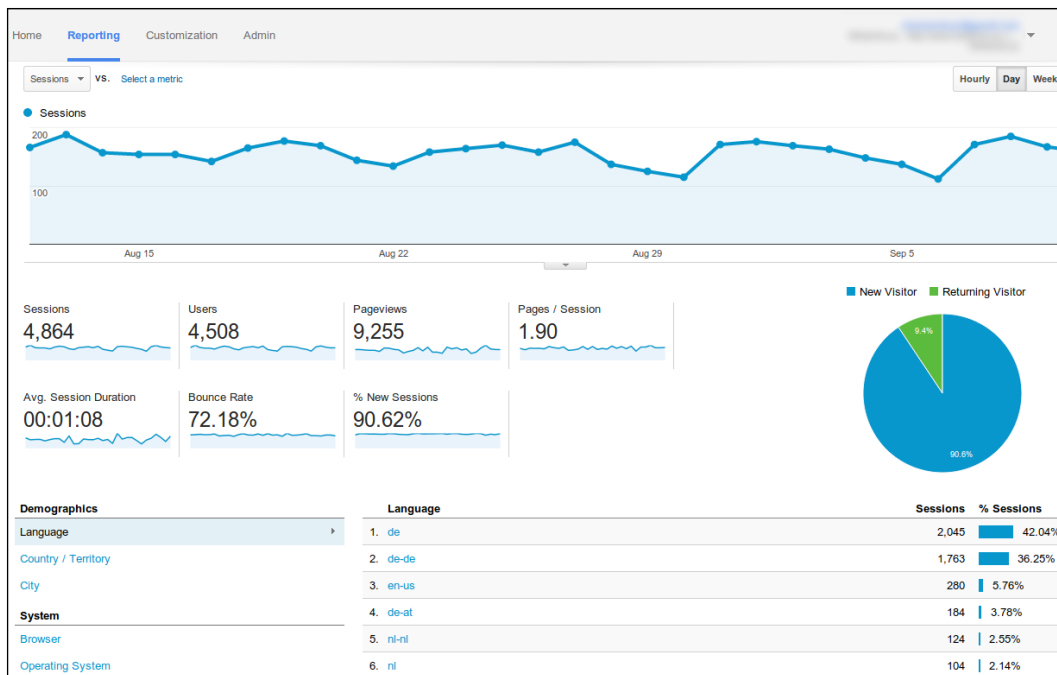 Home Reporting Customization Admin
Sessions VS. Select a metric
Hourly Day Week
Sessions
200
100
Aug 15 Aug 22 Aug 29 Sep 5
New Visitor Returning Visitor
Sessions Users Pageviews Pages / Session
4,864 4,508 9,255 1.90
9.4%
Avg. Session Duration Bounce Rate % New Sessions
00:01:08 72.18% 90.62%
90.6%
Demographics Language Sessions % Sessions
Language 1. de 2,045 42.04%
Country / Territory 2. de-de 1,763 36.25%
City 3. en-us 280 5.76%
System 4. de-at 184 3.78%
Browser 5. nl-nl 124 2.55%
Operating System 6. nl 104 2.14%